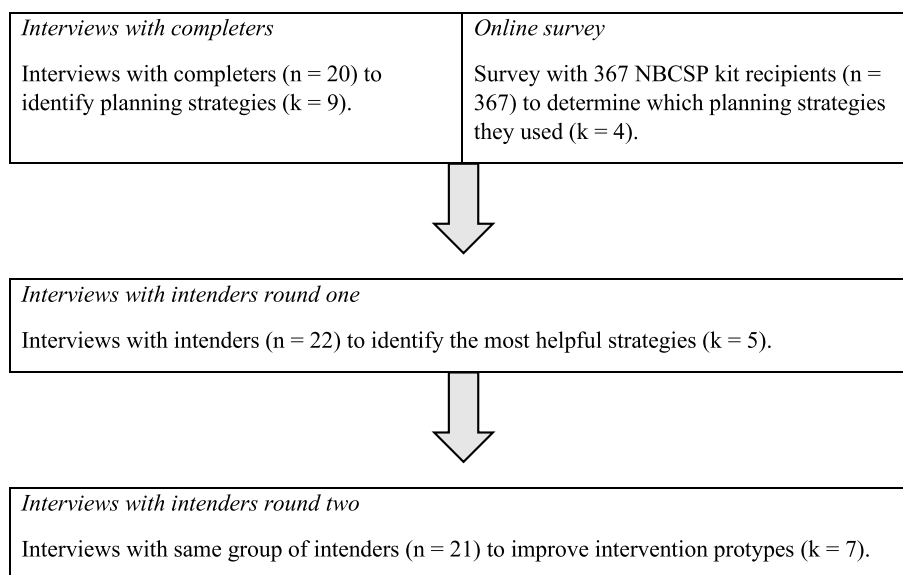 Interviews with completers
Interviews with completers (n = 20) to
identify planning strategies (k = 9).
Online survey
Survey with 367 NBCSP kit recipients (n =
367) to determine which planning strategies
they used (k = 4).
Interviews with intenders round one
Interviews with intenders (n = 22) to identify the most helpful strategies (k = 5).
Interviews with intenders round two
Interviews with same group of intenders (n = 21) to improve intervention protypes (k = 7).